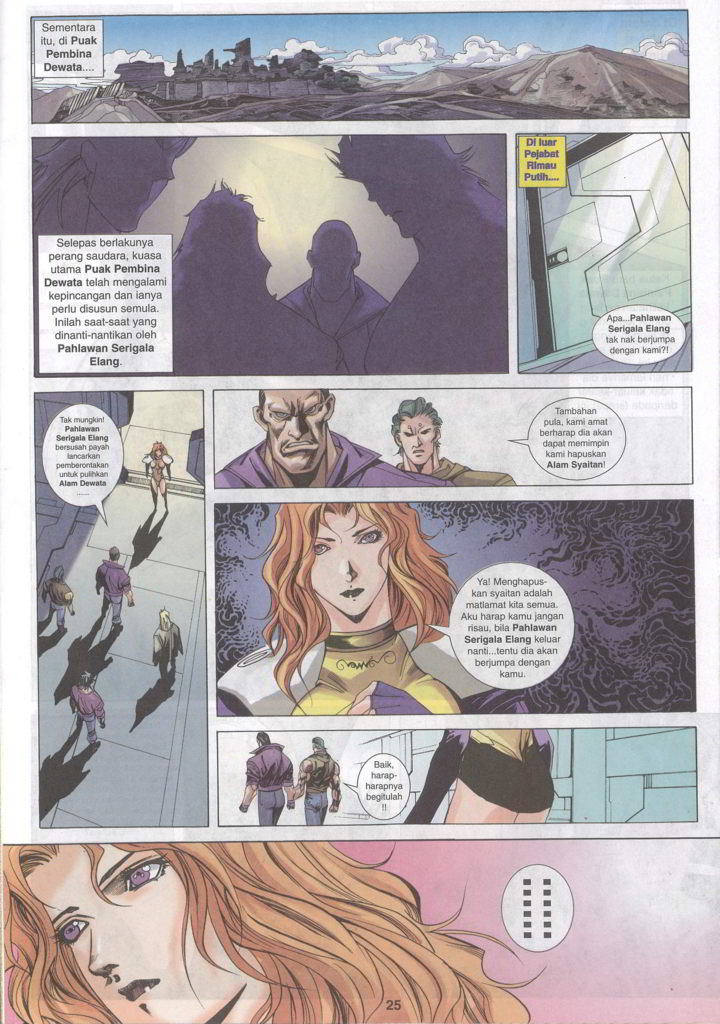 Sementara
itu, di Puak
Pembina
Dewata....
Selepas berlakunya
perang saudara, kuasa
utama Puak Pembina
Dewata telah mengalami
kepincangan dan ianya
perlu disusun semula.
Inilah saat-saat yang
dinanti-nantikan oleh
Pahlawan Serigala
Elang.
Di luar
Pejabat
Rimau
Putih....
Apa...Pahlawan
Serigala Elang
tak nak berjumpa
dengan kami?!
Tak mungkin!
Pahlawan
Serigala Elang
bersusah payah
lancarkan
pemberontakan
untuk pulihkan
Alam Dewata
......
Tambahan
pula, kami amat
berharap dia akan
dapat memimpin
kami hapuskan
Alam Syaitan!
Ya! Menghapus-
kan syaitan adalah
matlamat kita semua.
Aku harap kamu jangan
risau, bila Pahlawan
Serigala Elang keluar
nanti...tentu dia akan
berjumpa dengan
kamu.
Baik,
harap-
harapnya
begitulah
!!
25